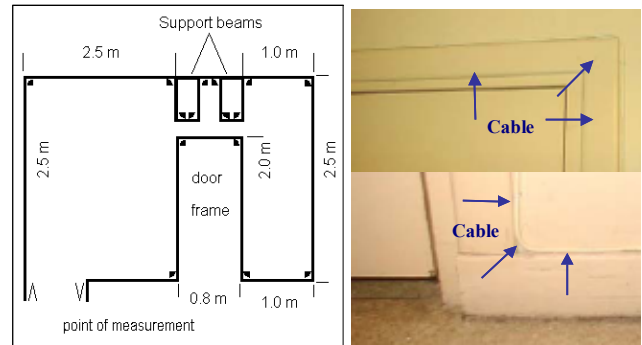 Support beams
2.5 m
1.0 m
2.5 m
2.0 m
2.5 m
door
frame
0.8 m
1.0 m
point of measurement
Cable
Cable